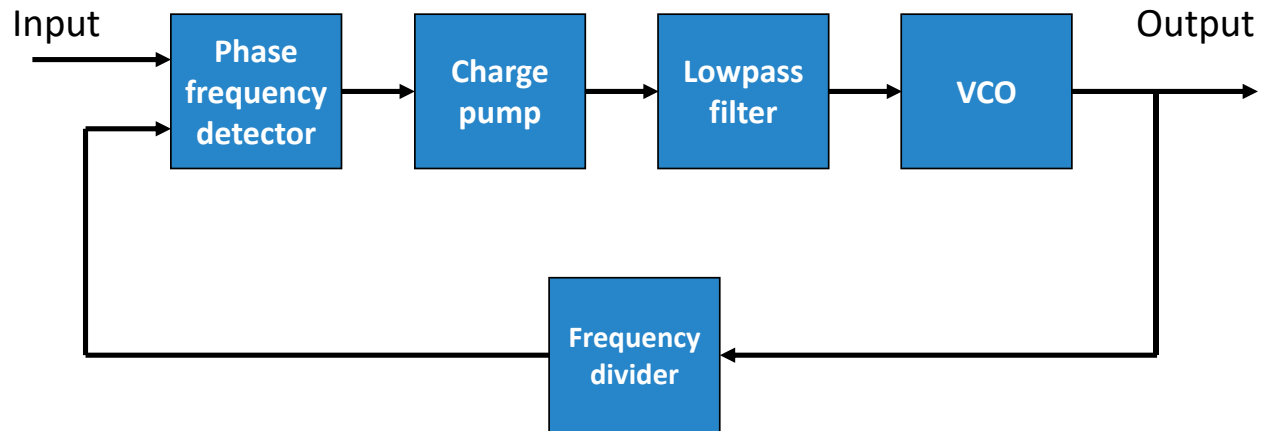 Input
Output
Phase
frequency
detector
Charge
pump
Lowpass
filter
VCO
Frequency
divider